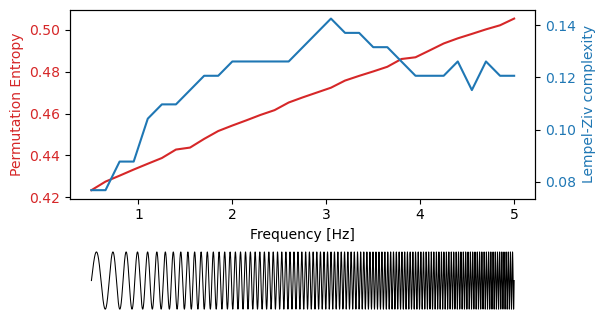 Permutation Entropy
0.50
0.48
0.46
0.44
0.42
0.14
0.12
0.10
0.08
Lempel-Ziv complexity
1 2 3 4 5
Frequency [Hz]